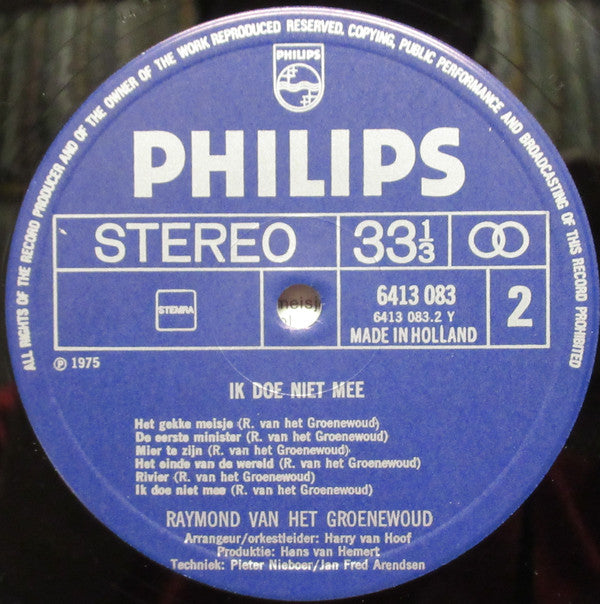 ALL RIGHTS OF THE RECORD PRODUCER AND OF THE OWNER OF THE WORK REPRODUCED RESERVED, COPYING, PUBLIC PERFORMANCE AND BROADCASTING OF THIS RECORD PROHIBITED
PHILIPS
PHILIPS
STEREO 33⅓
STEMRA
6413 083
6413 083.2 Y
MADE IN HOLLAND
2
℗ 1975
IK DOE NIET MEE
Het gekke meisje (R. van het Groenewoud)
De eerste minister (R. van het Groenewoud)
Mier te zijn (R. van het Groenewoud)
Het einde van de wereld (R. van het Groenewoud)
Rivier (R. van het Groenewoud)
Ik doe niet mee (R. van het Groenewoud)
RAYMOND VAN HET GROENEWOUD
Arrangeur/orkestleider: Harry van Hoof
Produktie: Hans van Hemert
Techniek: Pieter Nieboer/Jan Fred Arendsen